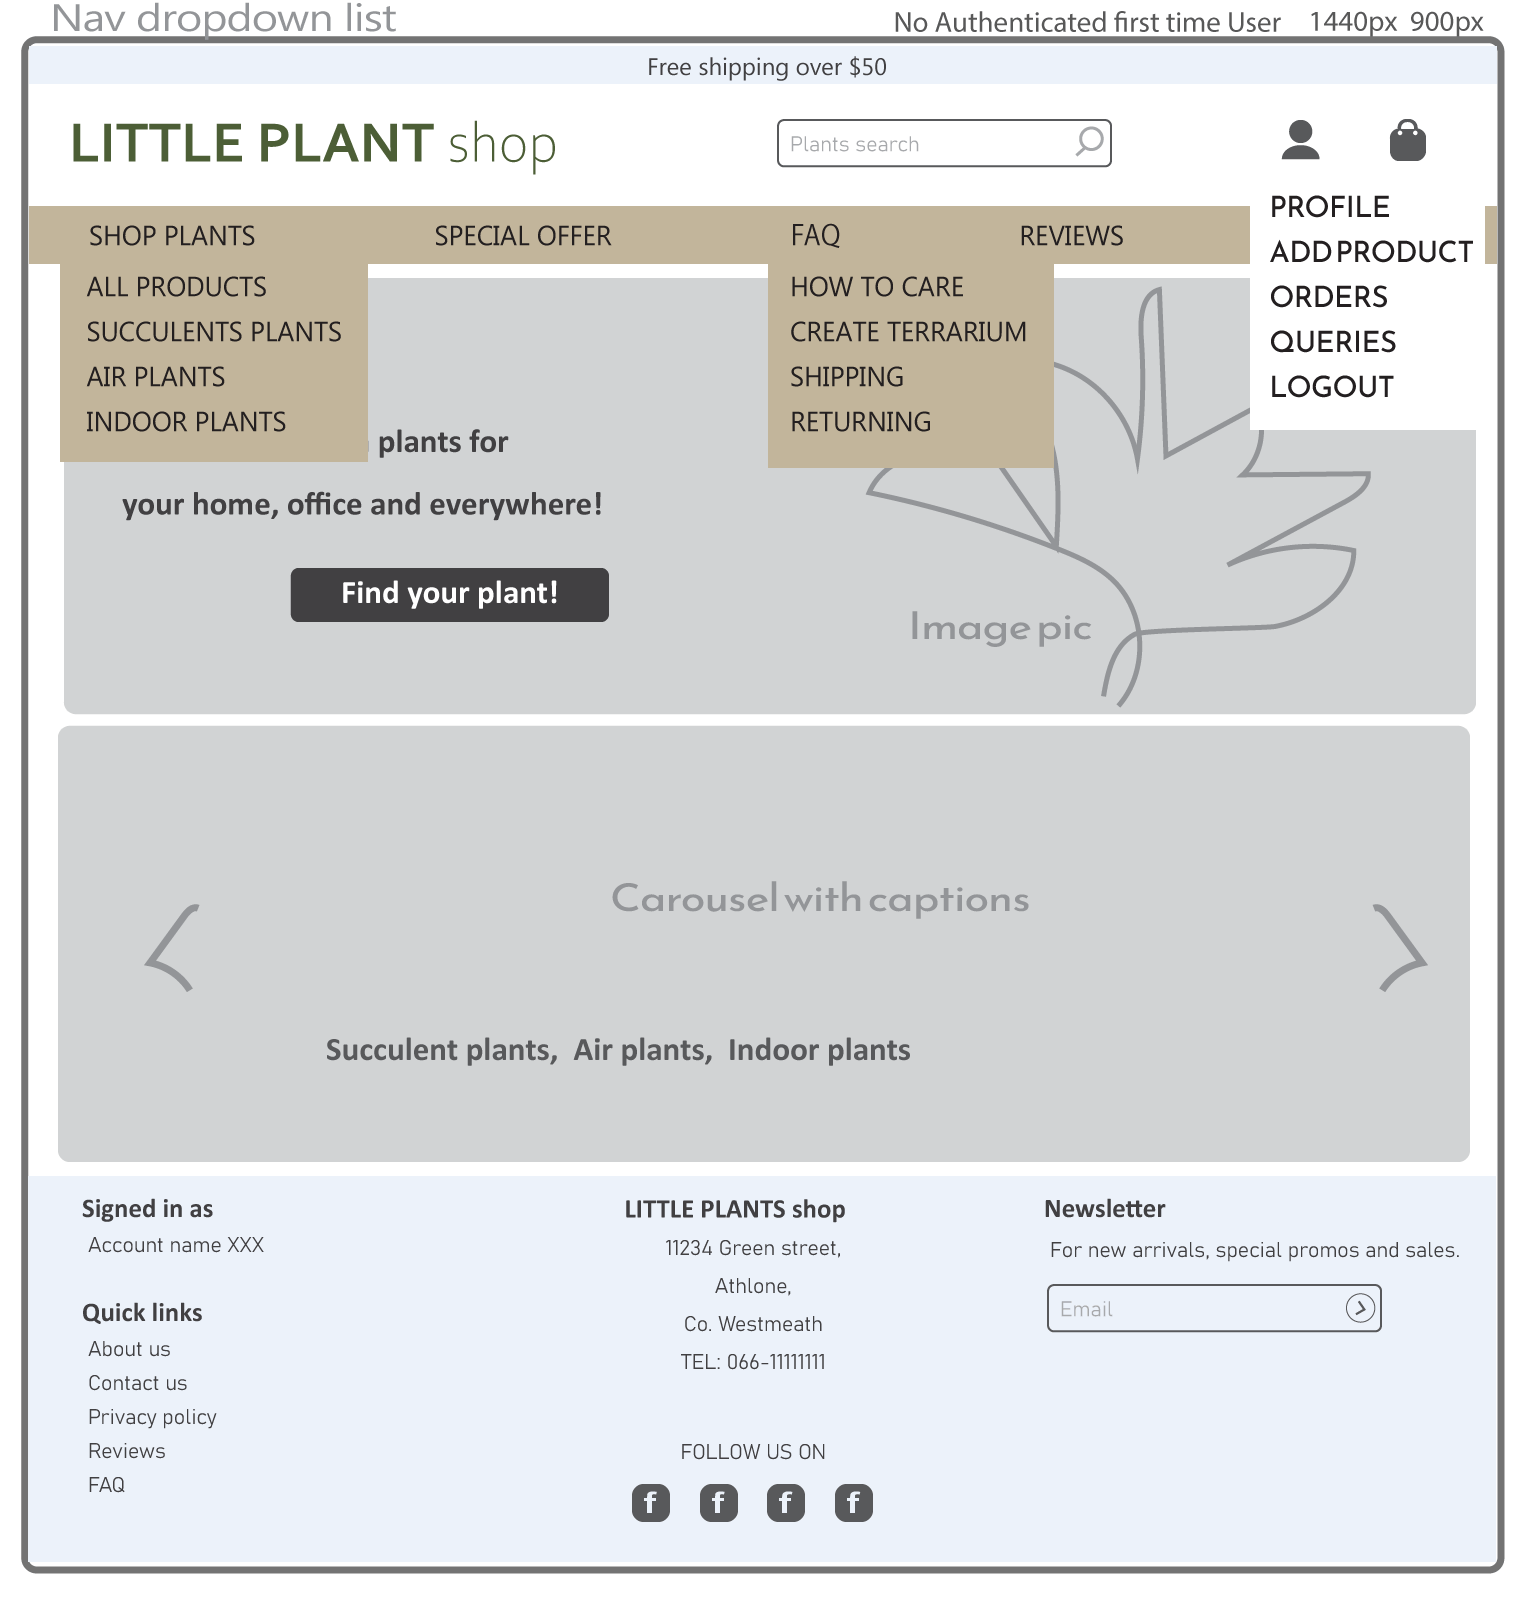 Nav dropdown list
No Authenticated first time User 1440px 900px
Free shipping over $50
LITTLE PLANT shop
Plants search
SHOP PLANTS
SPECIAL OFFER
FAQ
REVIEWS
ALL PRODUCTS
SUCCULENTS PLANTS
AIR PLANTS
INDOOR PLANTS
HOW TO CARE
CREATE TERRARIUM
SHIPPING
RETURNING
PROFILE
ADD PRODUCT
ORDERS
QUERIES
LOGOUT
plants for
your home, office and everywhere!
Find your plant!
Image pic
Carousel with captions
Succulent plants, Air plants, Indoor plants
Signed in as
Account name XXX
Quick links
About us
Contact us
Privacy policy
Reviews
FAQ
LITTLE PLANTS shop
11234 Green street,
Athlone,
Co. Westmeath
TEL: 066-11111111
FOLLOW US ON
f f f f
Newsletter
For new arrivals, special promos and sales.
Email